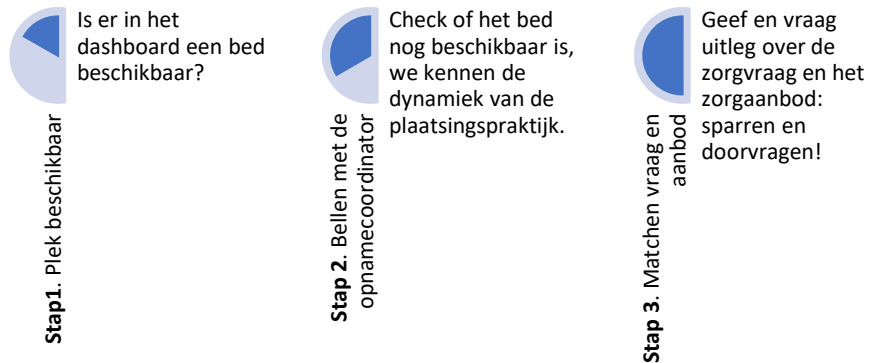 Is er in het
dashboard een bed
beschikbaar?
Stap1. Plek beschikbaar
Check of het bed
nog beschikbaar is,
we kennen de
dynamiek van de
plaatsingspraktijk.
Stap 2. Bellen met de
opnamecoordinator
Geef en vraag
uitleg over de
zorgvraag en het
zorgaanbod:
sparren en
doorvragen!
Stap 3. Matchen vraag en
aanbod